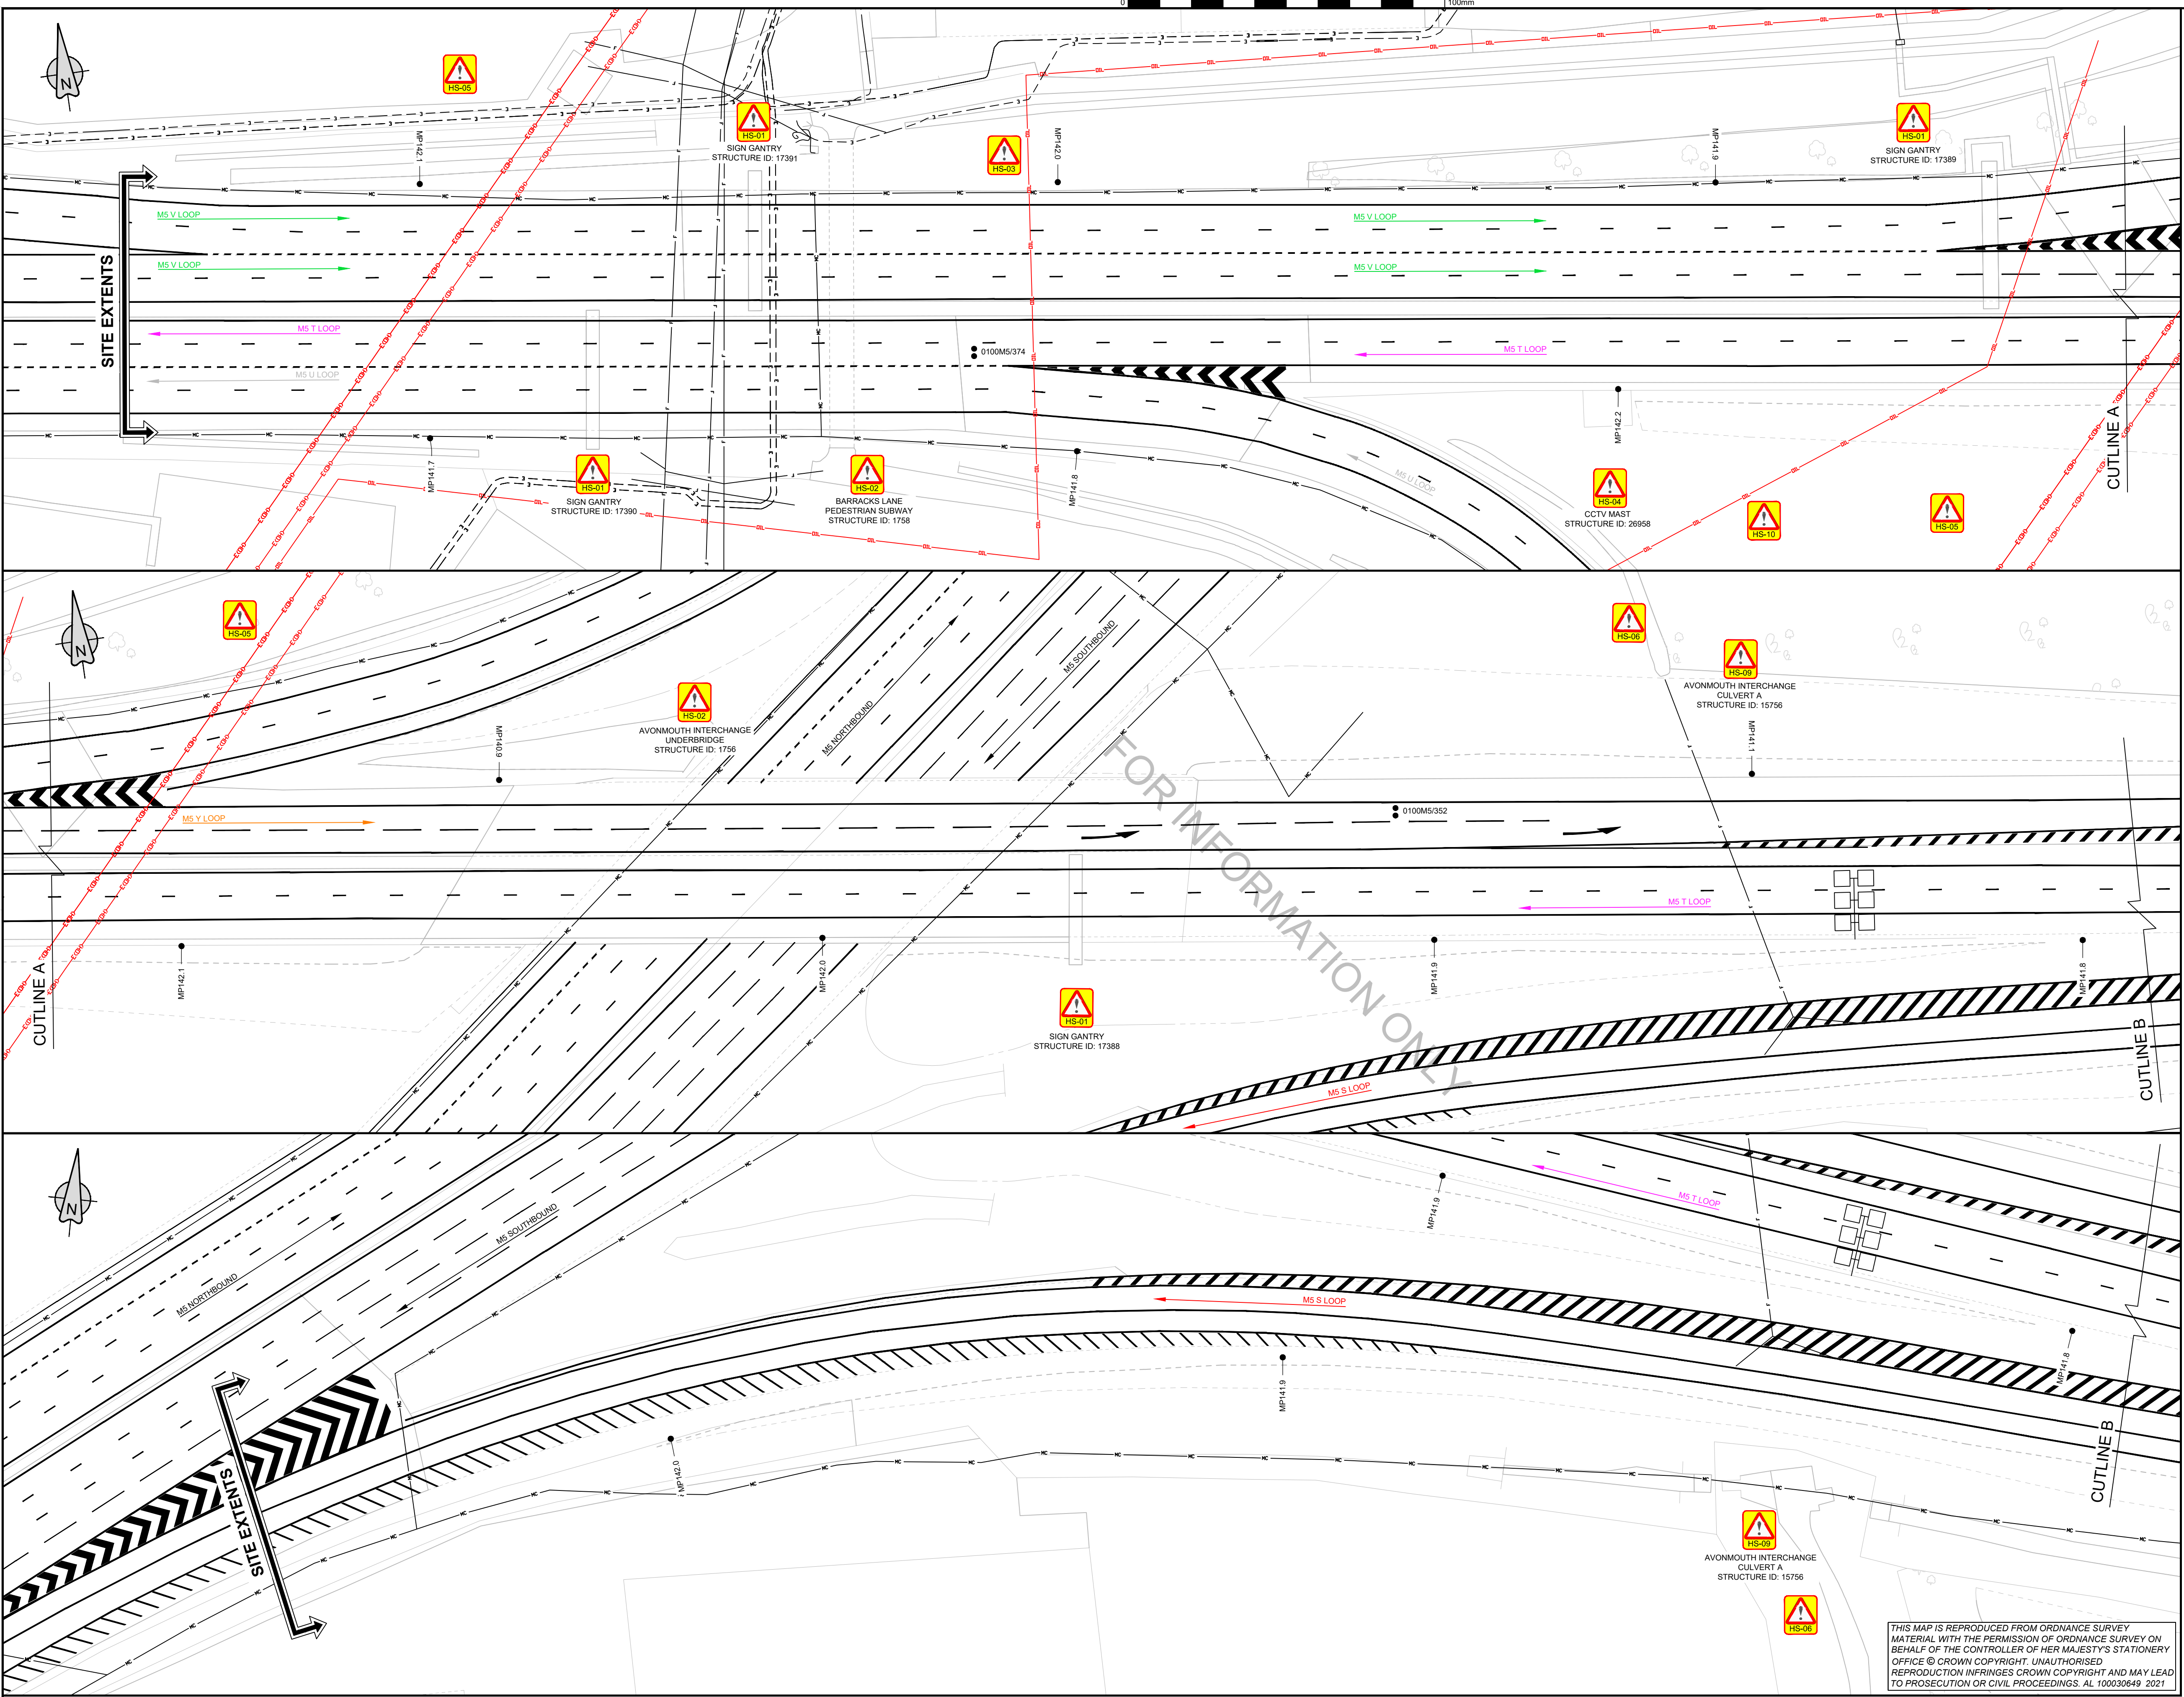 0
100mm
N
HS-05
MP142.1
HS-01
SIGN GANTRY
STRUCTURE ID: 17391
HS-03
MP142.0
MP141.9
HS-01
SIGN GANTRY
STRUCTURE ID: 17389
M5 V LOOP
M5 V LOOP
M5 V LOOP
M5 V LOOP
SITE EXTENTS
M5 T LOOP
M5 U LOOP
0100M5/374
M5 T LOOP
MP142.2
CUTLINE A
MP141.7
HS-01
SIGN GANTRY
STRUCTURE ID: 17390
HS-02
BARRACKS LANE
PEDESTRIAN SUBWAY
STRUCTURE ID: 1758
MP141.8
M5 U LOOP
HS-04
CCTV MAST
STRUCTURE ID: 26958
HS-10
HS-05
N
HS-05
MP140.9
HS-02
AVONMOUTH INTERCHANGE
UNDERBRIDGE
STRUCTURE ID: 1756
M5 NORTHBOUND
M5 SOUTHBOUND
HS-06
HS-09
AVONMOUTH INTERCHANGE
CULVERT A
STRUCTURE ID: 15756
MP141.1
FOR INFORMATION ONLY
M5 Y LOOP
0100M5/352
M5 T LOOP
CUTLINE A
MP142.1
MP142.0
HS-01
SIGN GANTRY
STRUCTURE ID: 17388
MP141.9
MP141.8
CUTLINE B
M5 S LOOP
N
M5 NORTHBOUND
M5 SOUTHBOUND
MP141.9
M5 T LOOP
M5 S LOOP
MP141.9
MP141.8
CUTLINE B
SITE EXTENTS
MP142.0
HS-09
AVONMOUTH INTERCHANGE
CULVERT A
STRUCTURE ID: 15756
HS-06
THIS MAP IS REPRODUCED FROM ORDNANCE SURVEY
MATERIAL WITH THE PERMISSION OF ORDNANCE SURVEY ON
BEHALF OF THE CONTROLLER OF HER MAJESTY'S STATIONERY
OFFICE © CROWN COPYRIGHT. UNAUTHORISED
REPRODUCTION INFRINGES CROWN COPYRIGHT AND MAY LEAD
TO PROSECUTION OR CIVIL PROCEEDINGS. AL 100030649 2021